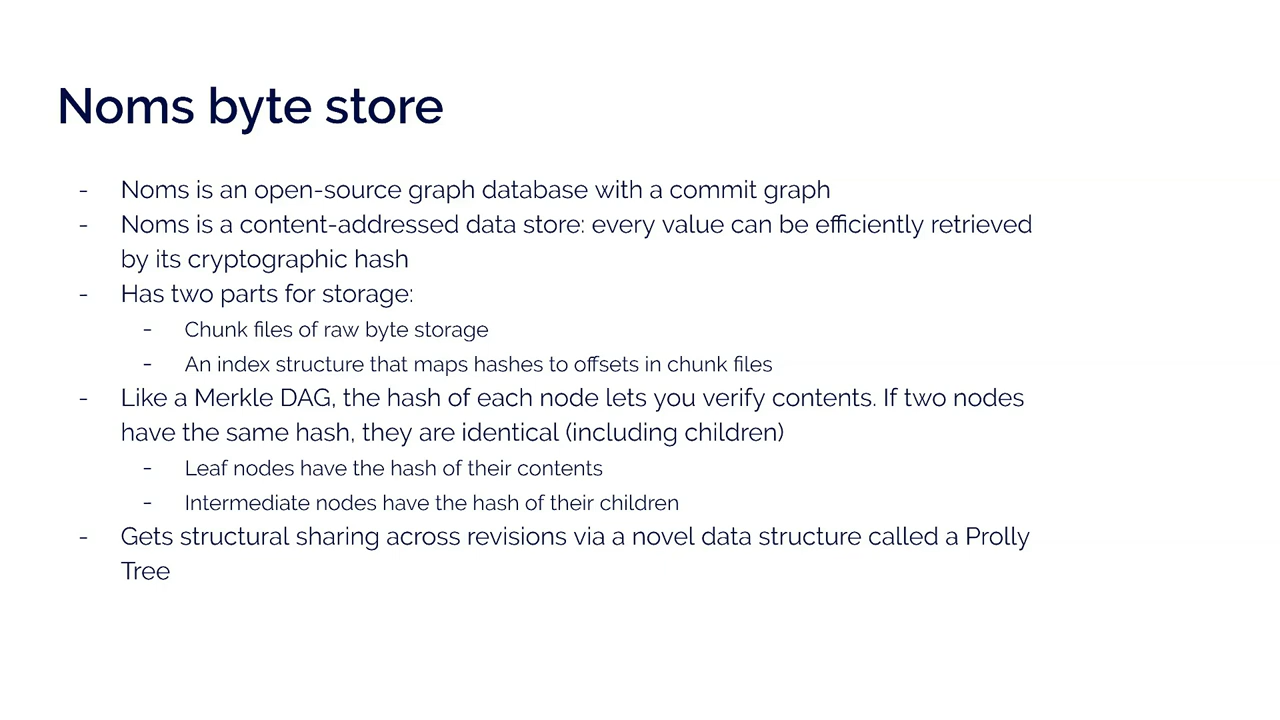 Noms byte store
- Noms is an open-source graph database with a commit graph
- Noms is a content-addressed data store: every value can be efficiently retrieved
by its cryptographic hash
- Has two parts for storage:
- Chunk files of raw byte storage
- An index structure that maps hashes to offsets in chunk files
- Like a Merkle DAG, the hash of each node lets you verify contents. If two nodes
have the same hash, they are identical (including children)
- Leaf nodes have the hash of their contents
- Intermediate nodes have the hash of their children
- Gets structural sharing across revisions via a novel data structure called a Prolly
Tree